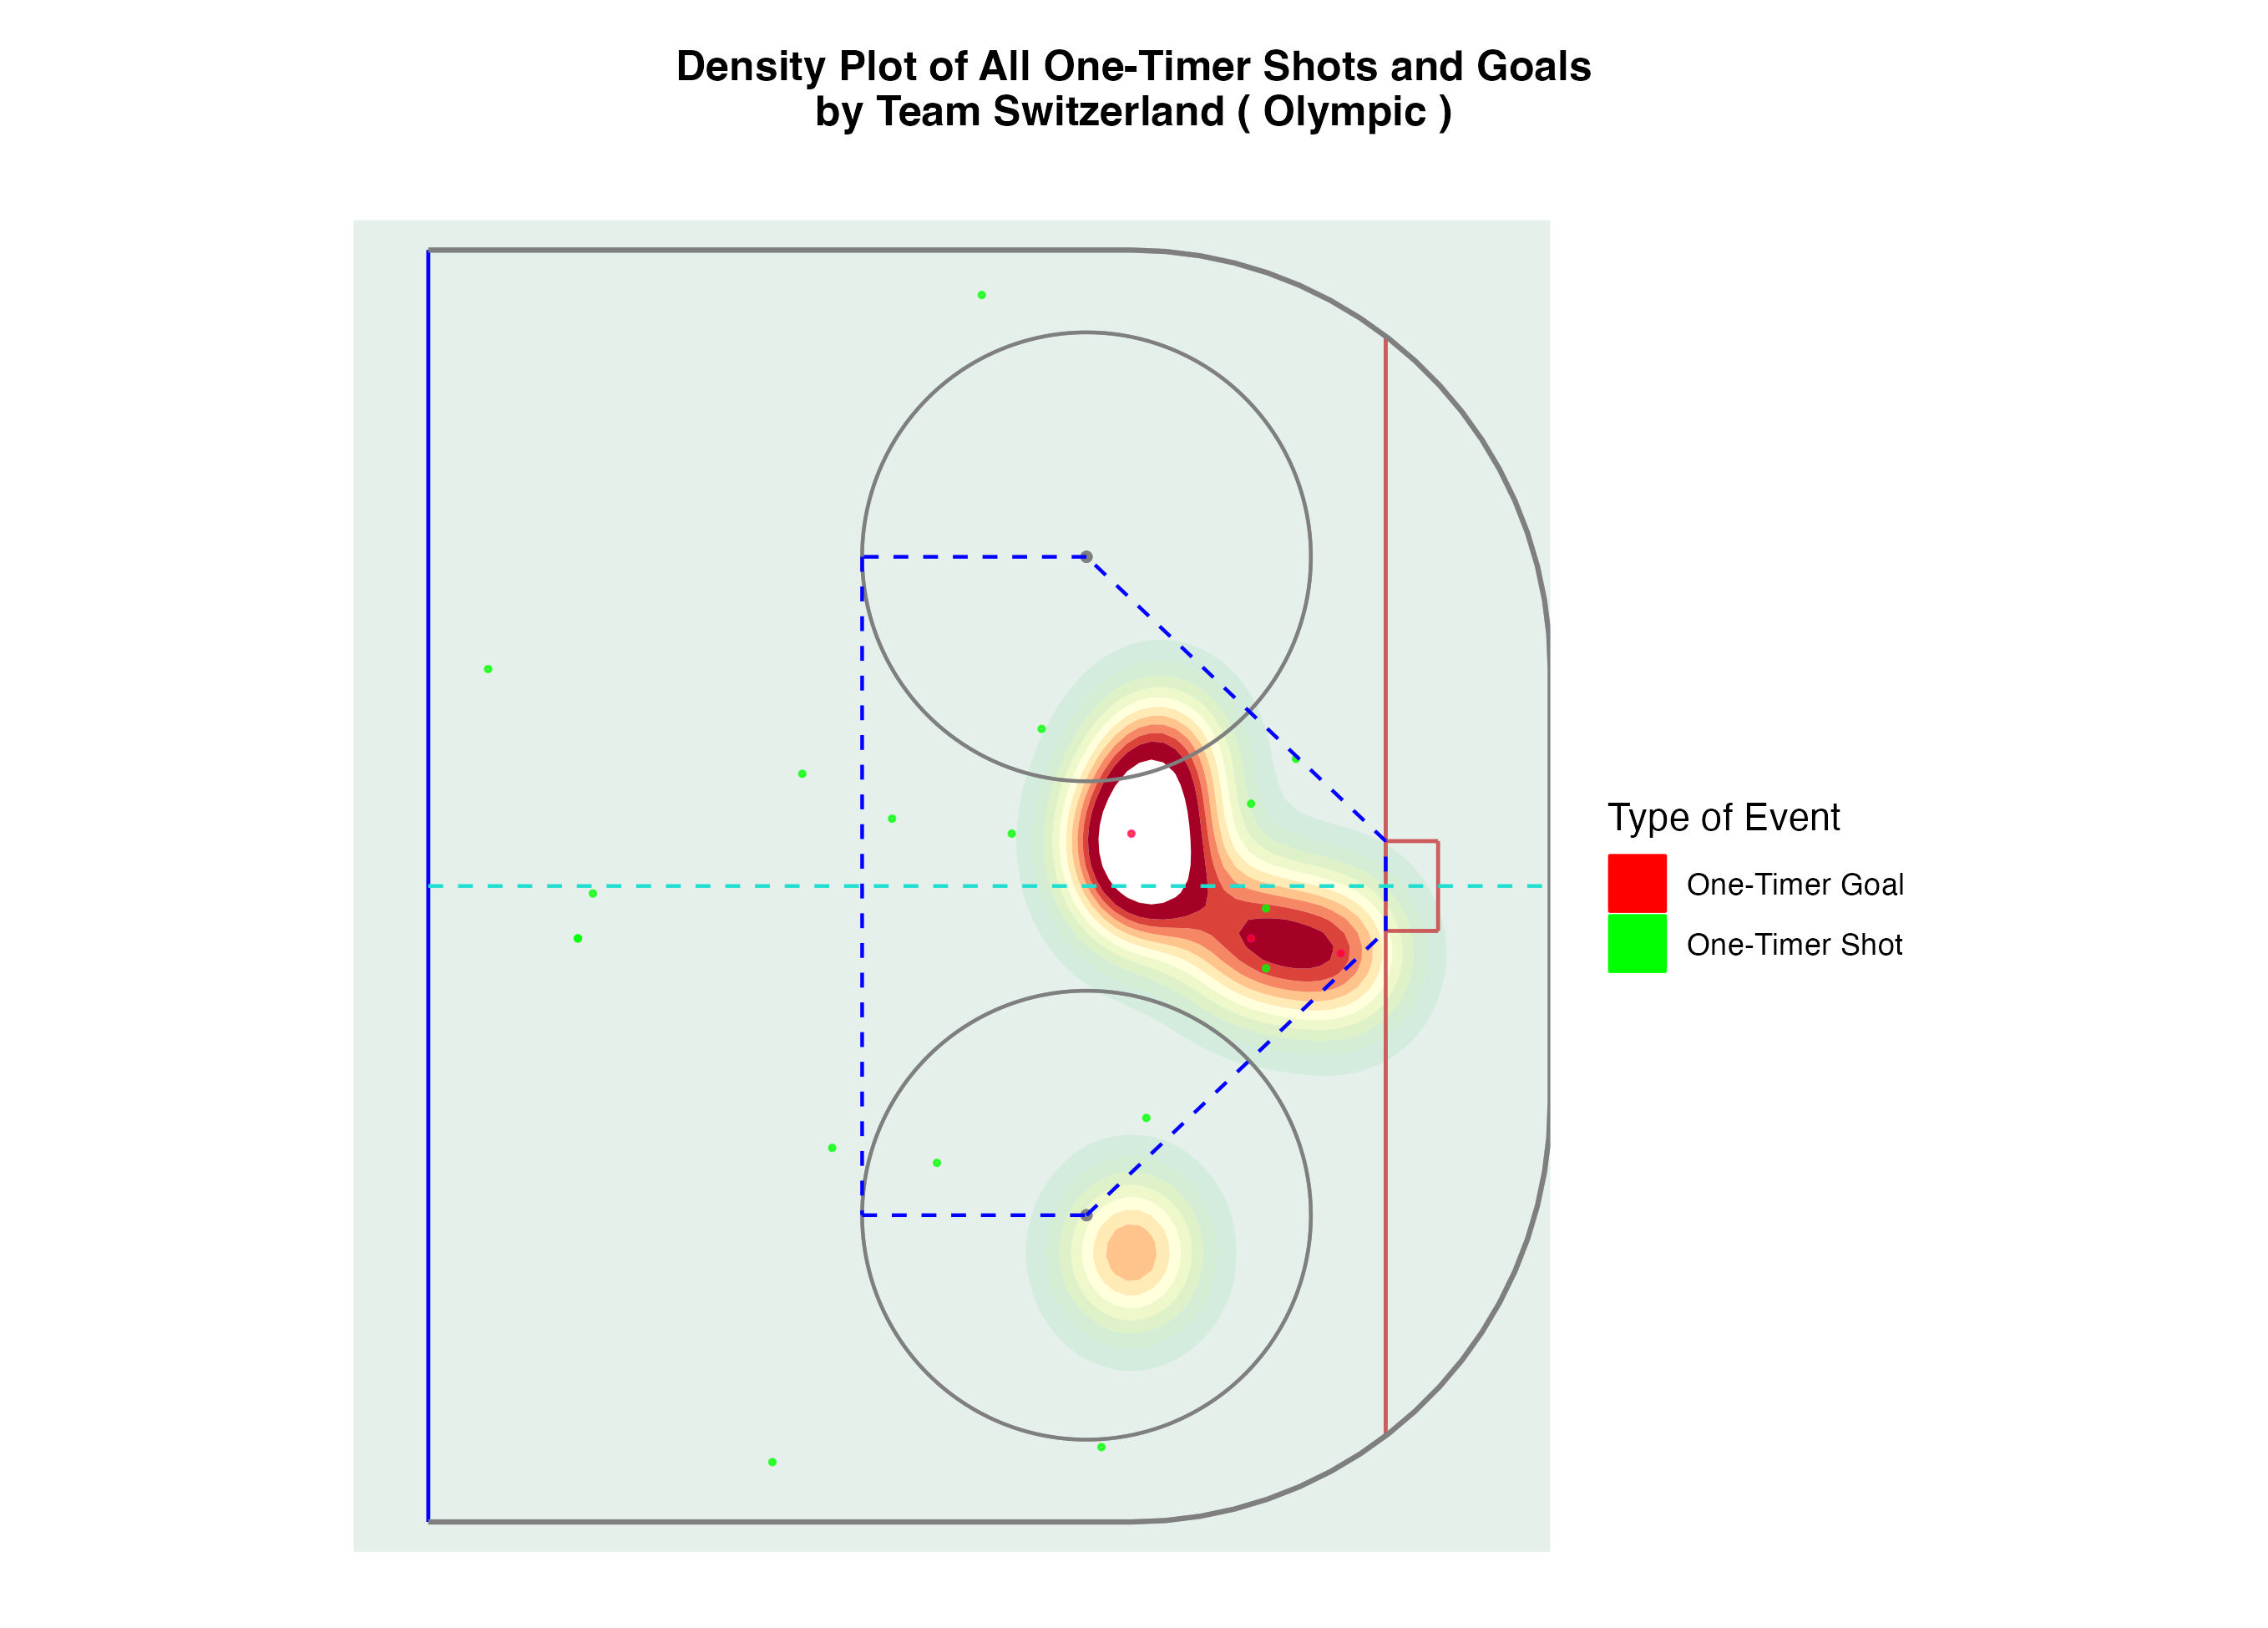 Density Plot of All One-Timer Shots and Goals
by Team Switzerland ( Olympic )
Type of Event
One-Timer Goal
One-Timer Shot